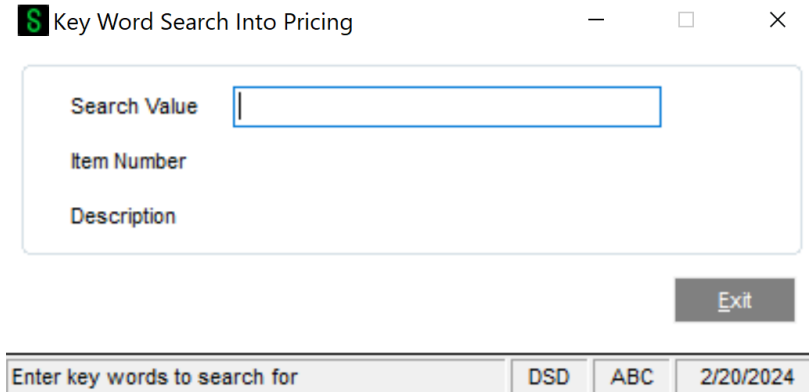 S Key Word Search Into Pricing
Search Value
Item Number
Description
Exit
Enter key words to search for DSD ABC 2/20/2024